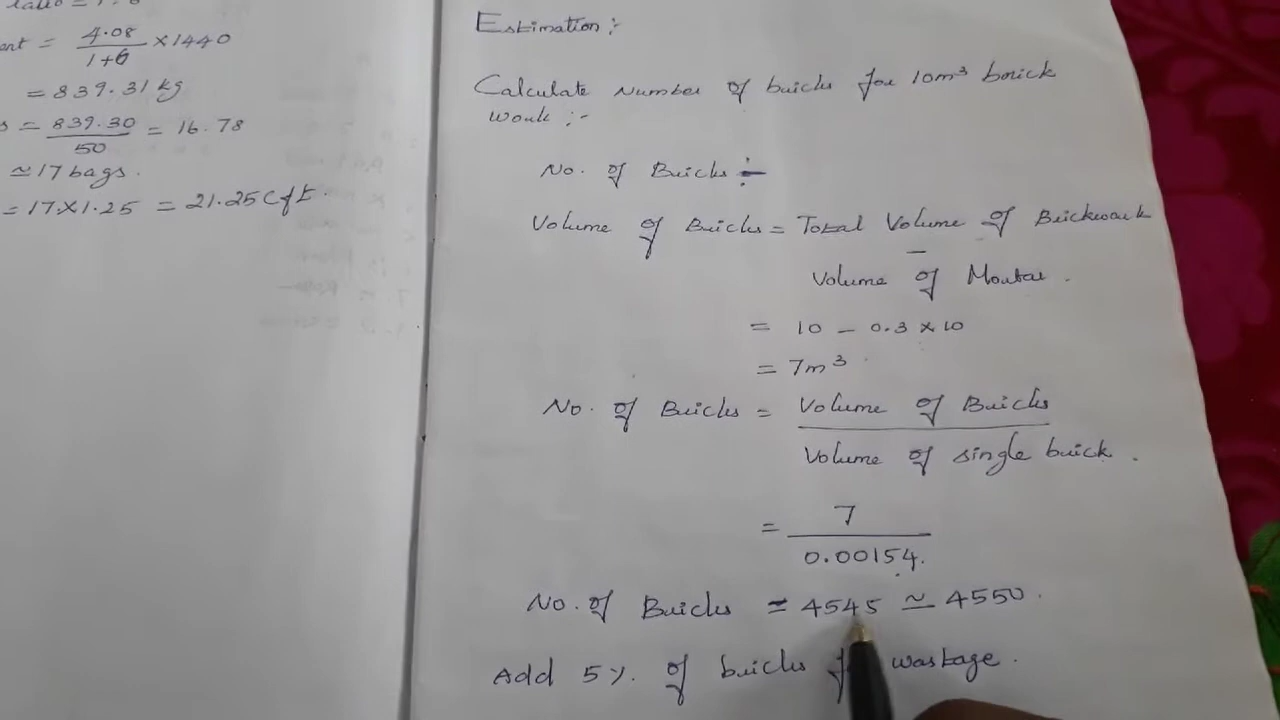 = 4.08 / 1+6 × 1440
= 839.31 kg
= 839.30 / 50 = 16.78
≃ 17 bags.
= 17 × 1.25 = 21.25 Cft.
Estimation :-
Calculate Number of bricks for 10m³ brick
work :-
No. of Bricks :-
Volume of Bricks = Total Volume of Brickwork
–
Volume of Mortar.
= 10 – 0.3 × 10
= 7m³
No. of Bricks = Volume of Bricks
Volume of single brick.
= 7
0.00154.
No. of Bricks = 4545 ≃ 4550.
Add 5%. of bricks wastage.